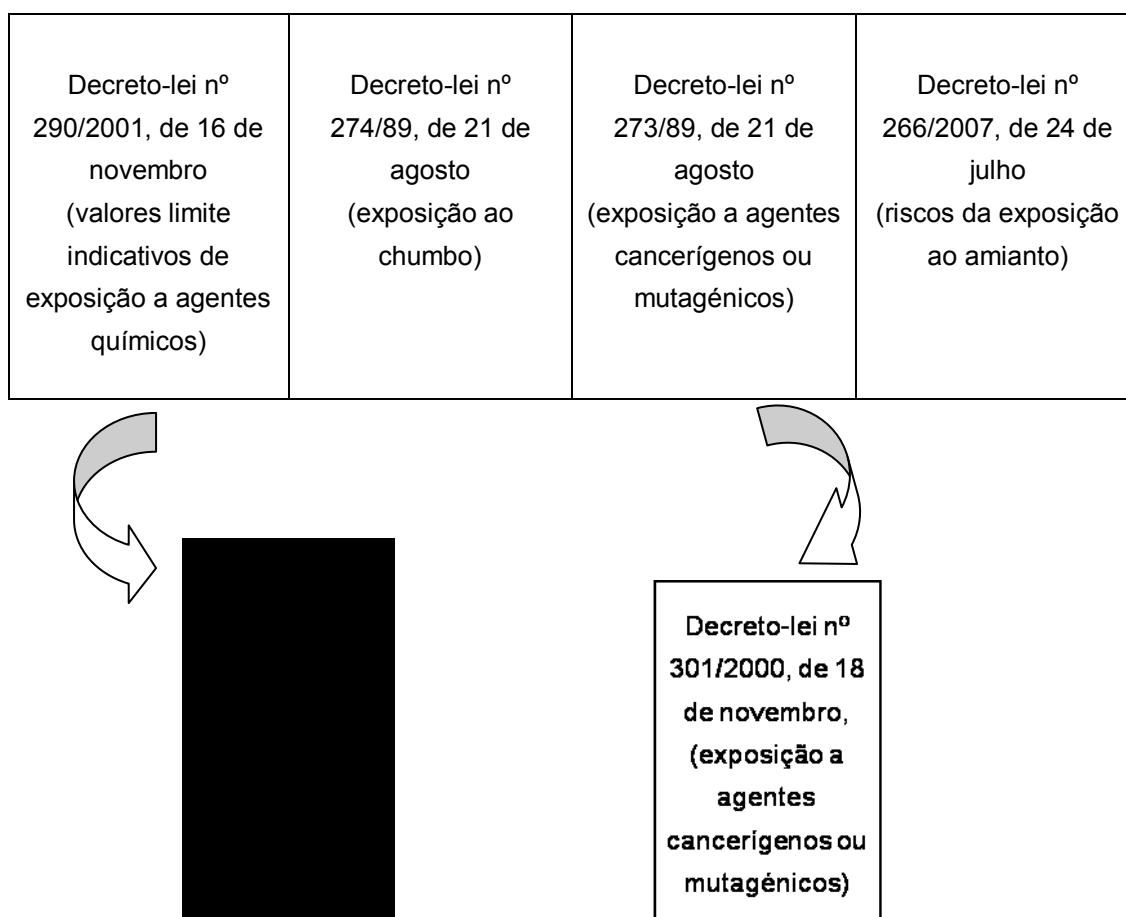 Decreto-lei nº
290/2001, de 16 de
novembro
(valores limite
indicativos de
exposição a agentes
químicos)
Decreto-lei nº
274/89, de 21 de
agosto
(exposição ao
chumbo)
Decreto-lei nº
273/89, de 21 de
agosto
(exposição a agentes
cancerígenos ou
mutagénicos)
Decreto-lei nº
266/2007, de 24 de
julho
(riscos da exposição
ao amianto)
Decreto-lei nº
301/2000, de 18
de novembro,
(exposição a
agentes
cancerígenos ou
mutagénicos)